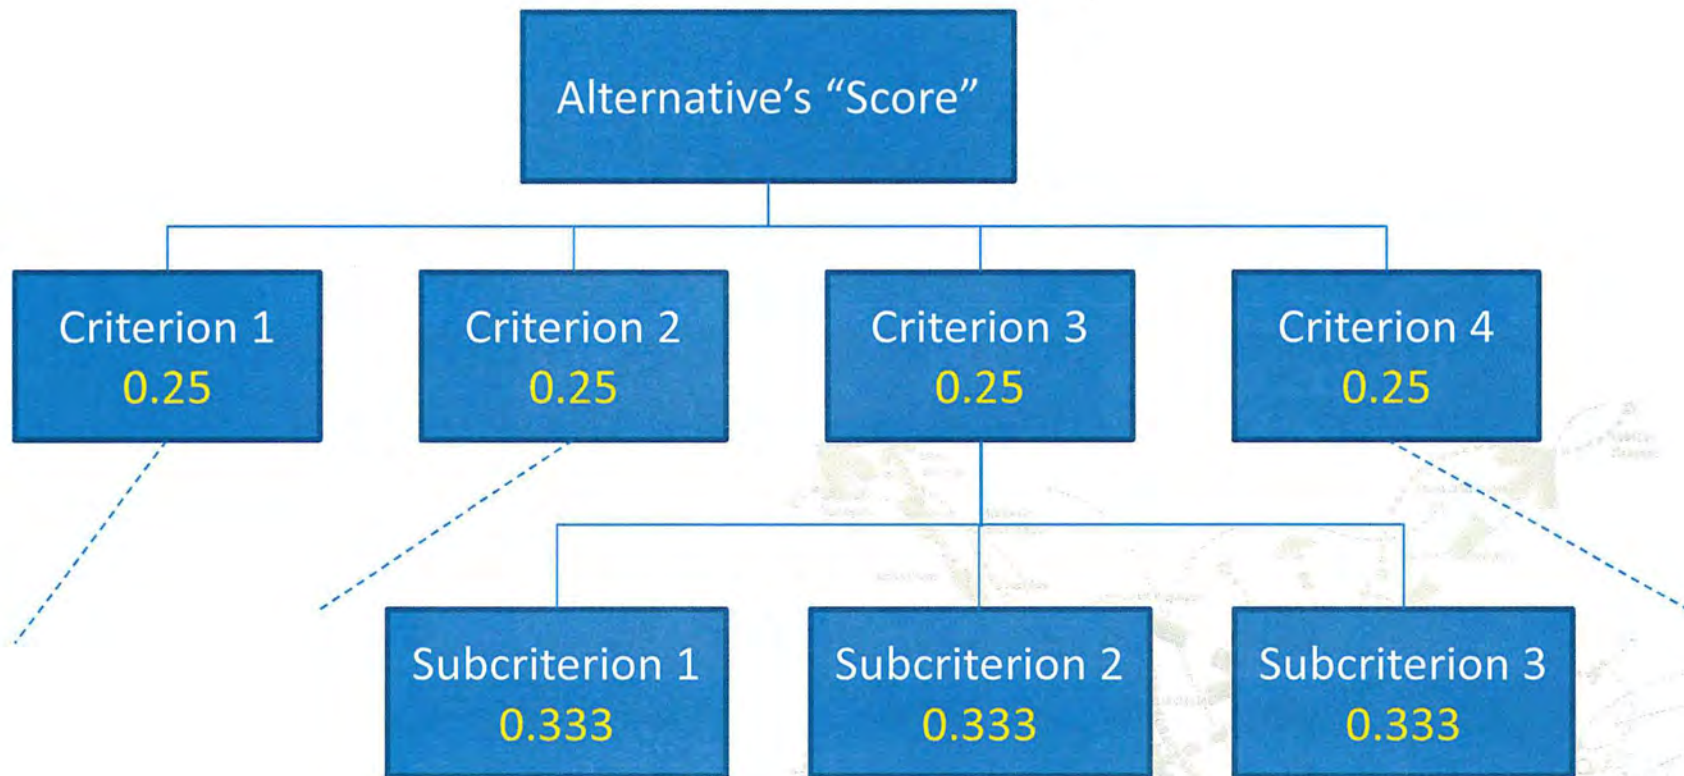 Alternative's “Score”
Criterion 1
0.25
Criterion 2
0.25
Criterion 3
0.25
Criterion 4
0.25
Subcriterion 1
0.333
Subcriterion 2
0.333
Subcriterion 3
0.333